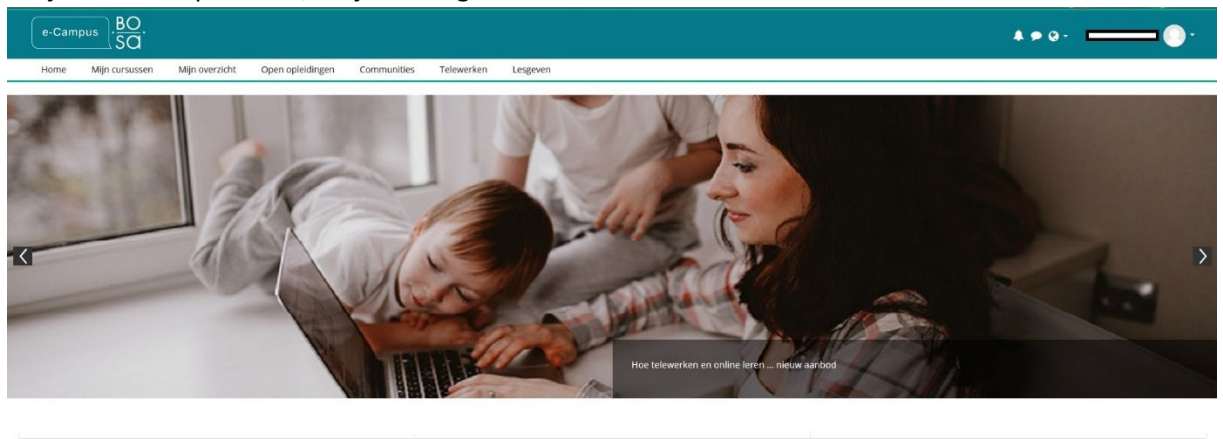 e-Campus
BO
SA
Home Mijn cursussen Mijn overzicht Open opleidingen Communities Telewerken Lesgeven
Hoe telewerken en online leren ... nieuw aanbod